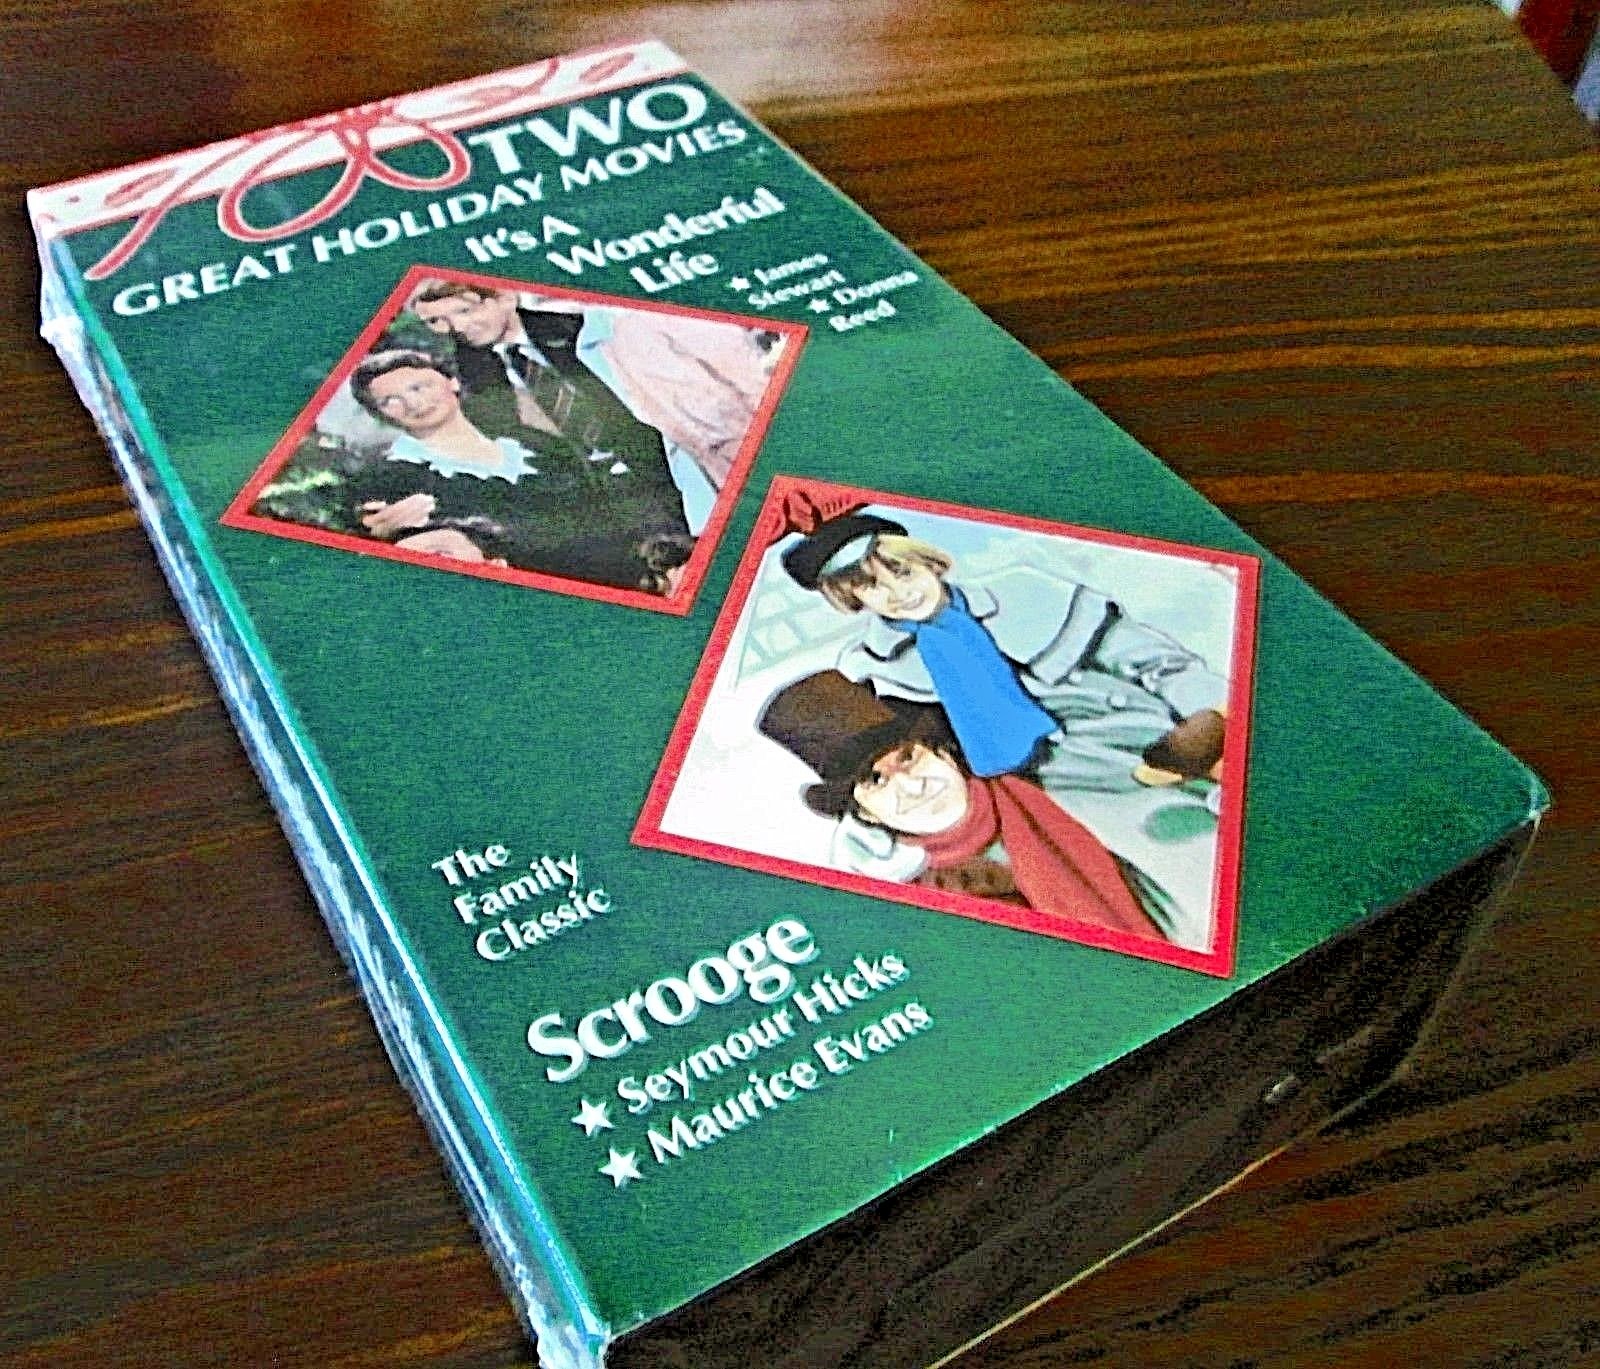 TWO
GREAT HOLIDAY MOVIES
It's A
Wonderful
Life
★ James
Stewart
★ Donna
Reed
The
Family
Classic
Scrooge
★ Seymour Hicks
★ Maurice Evans